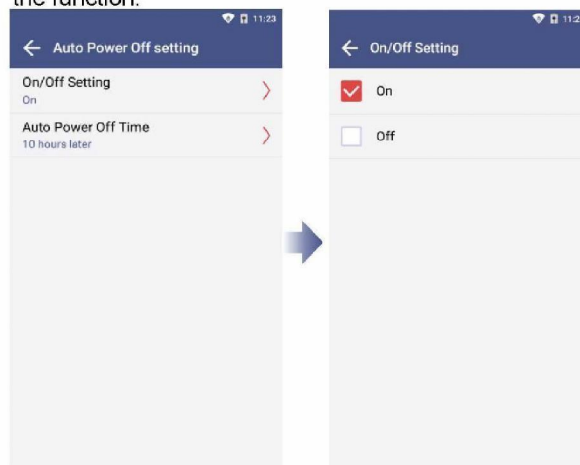 the function.
11:23
Auto Power Off setting
On/Off Setting
On
Auto Power Off Time
10 hours later
On/Off Setting
On
Off